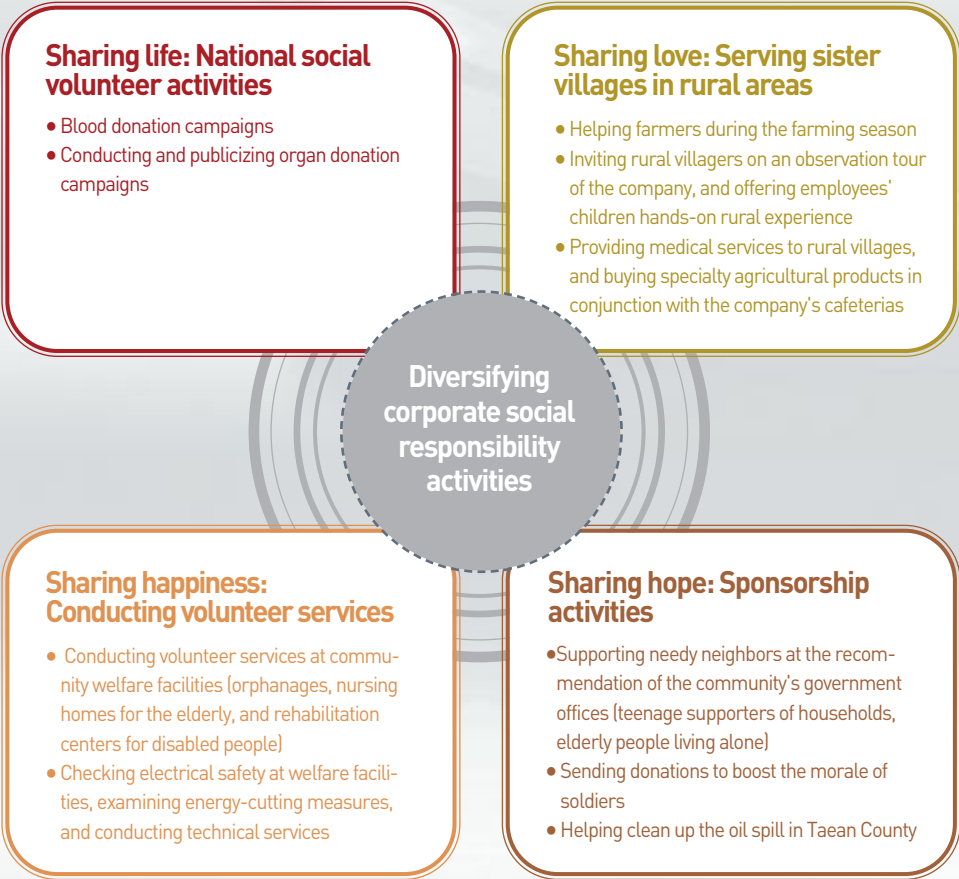 Sharing life: National social
volunteer activities
• Blood donation campaigns
• Conducting and publicizing organ donation
campaigns
Sharing love: Serving sister
villages in rural areas
• Helping farmers during the farming season
• Inviting rural villagers on an observation tour
of the company, and offering employees'
children hands-on rural experience
• Providing medical services to rural villages,
and buying specialty agricultural products in
conjunction with the company's cafeterias
Diversifying
corporate social
responsibility
activities
Sharing happiness:
Conducting volunteer services
• Conducting volunteer services at commu-
nity welfare facilities (orphanages, nursing
homes for the elderly, and rehabilitation
centers for disabled people)
• Checking electrical safety at welfare facili-
ties, examining energy-cutting measures,
and conducting technical services
Sharing hope: Sponsorship
activities
•Supporting needy neighbors at the recom-
mendation of the community's government
offices (teenage supporters of households,
elderly people living alone)
• Sending donations to boost the morale of
soldiers
• Helping clean up the oil spill in Taean County